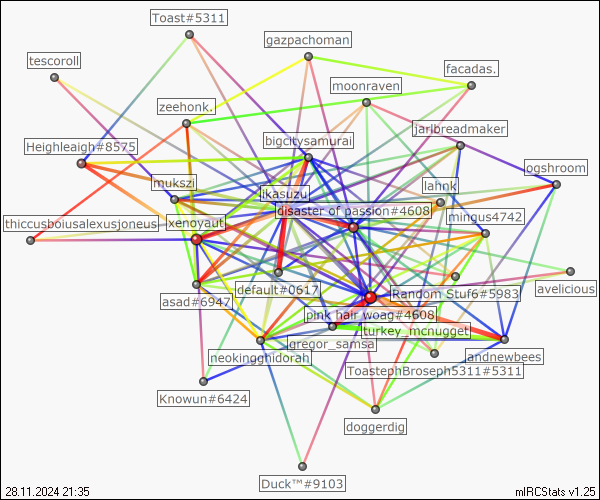 Toast#5311
gazpachoman
tescoroll
facadas.
moonraven
zeehonk.
jarlbreadmaker
bigcitysamurai
Heighleigh#8575
ogshroom
mukszi
lahnk
ikasuzu
disaster of passion#4608
mingus4742
thiccusboiusalexusjoneus
xenoyaut
default#0617
Random Stuf6#5983
avelicious
asad#6947
pink hair woag#4608
turkey_mcnugget
gregor_samsa
neokingghidorah
andnewbees
ToastephBroseph5311#5311
Knowun#6424
doggerdig
Duck™#9103
28.11.2024 21:35
mIRCStats v1.25